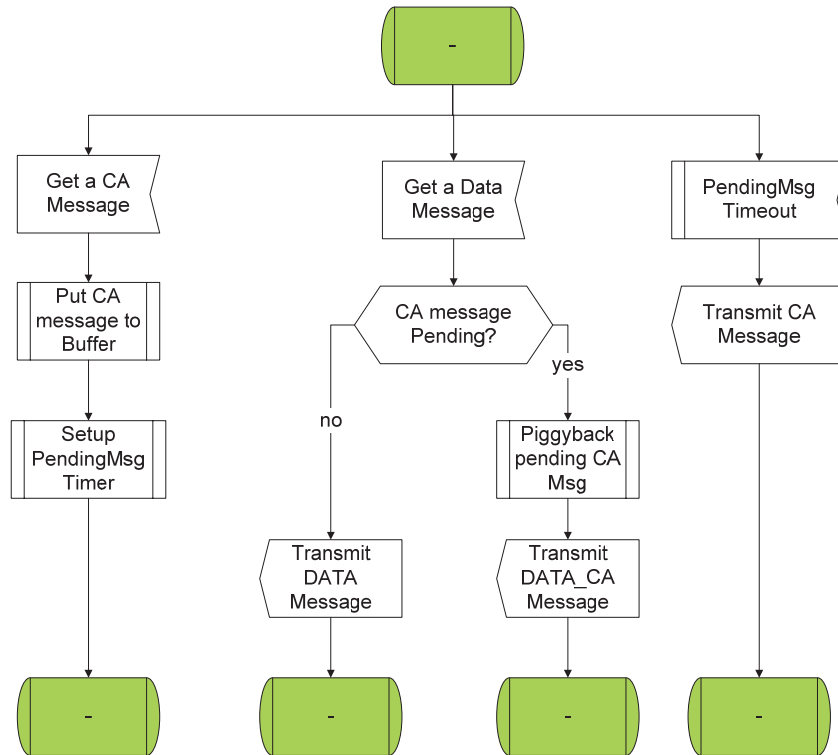 -
Get a CA
Message
Get a Data
Message
PendingMsg
Timeout
Put CA
message to
Buffer
CA message
Pending?
Transmit CA
Message
yes
no
Setup
PendingMsg
Timer
Piggyback
pending CA
Msg
Transmit
DATA
Message
Transmit
DATA_CA
Message
-
-
-
-